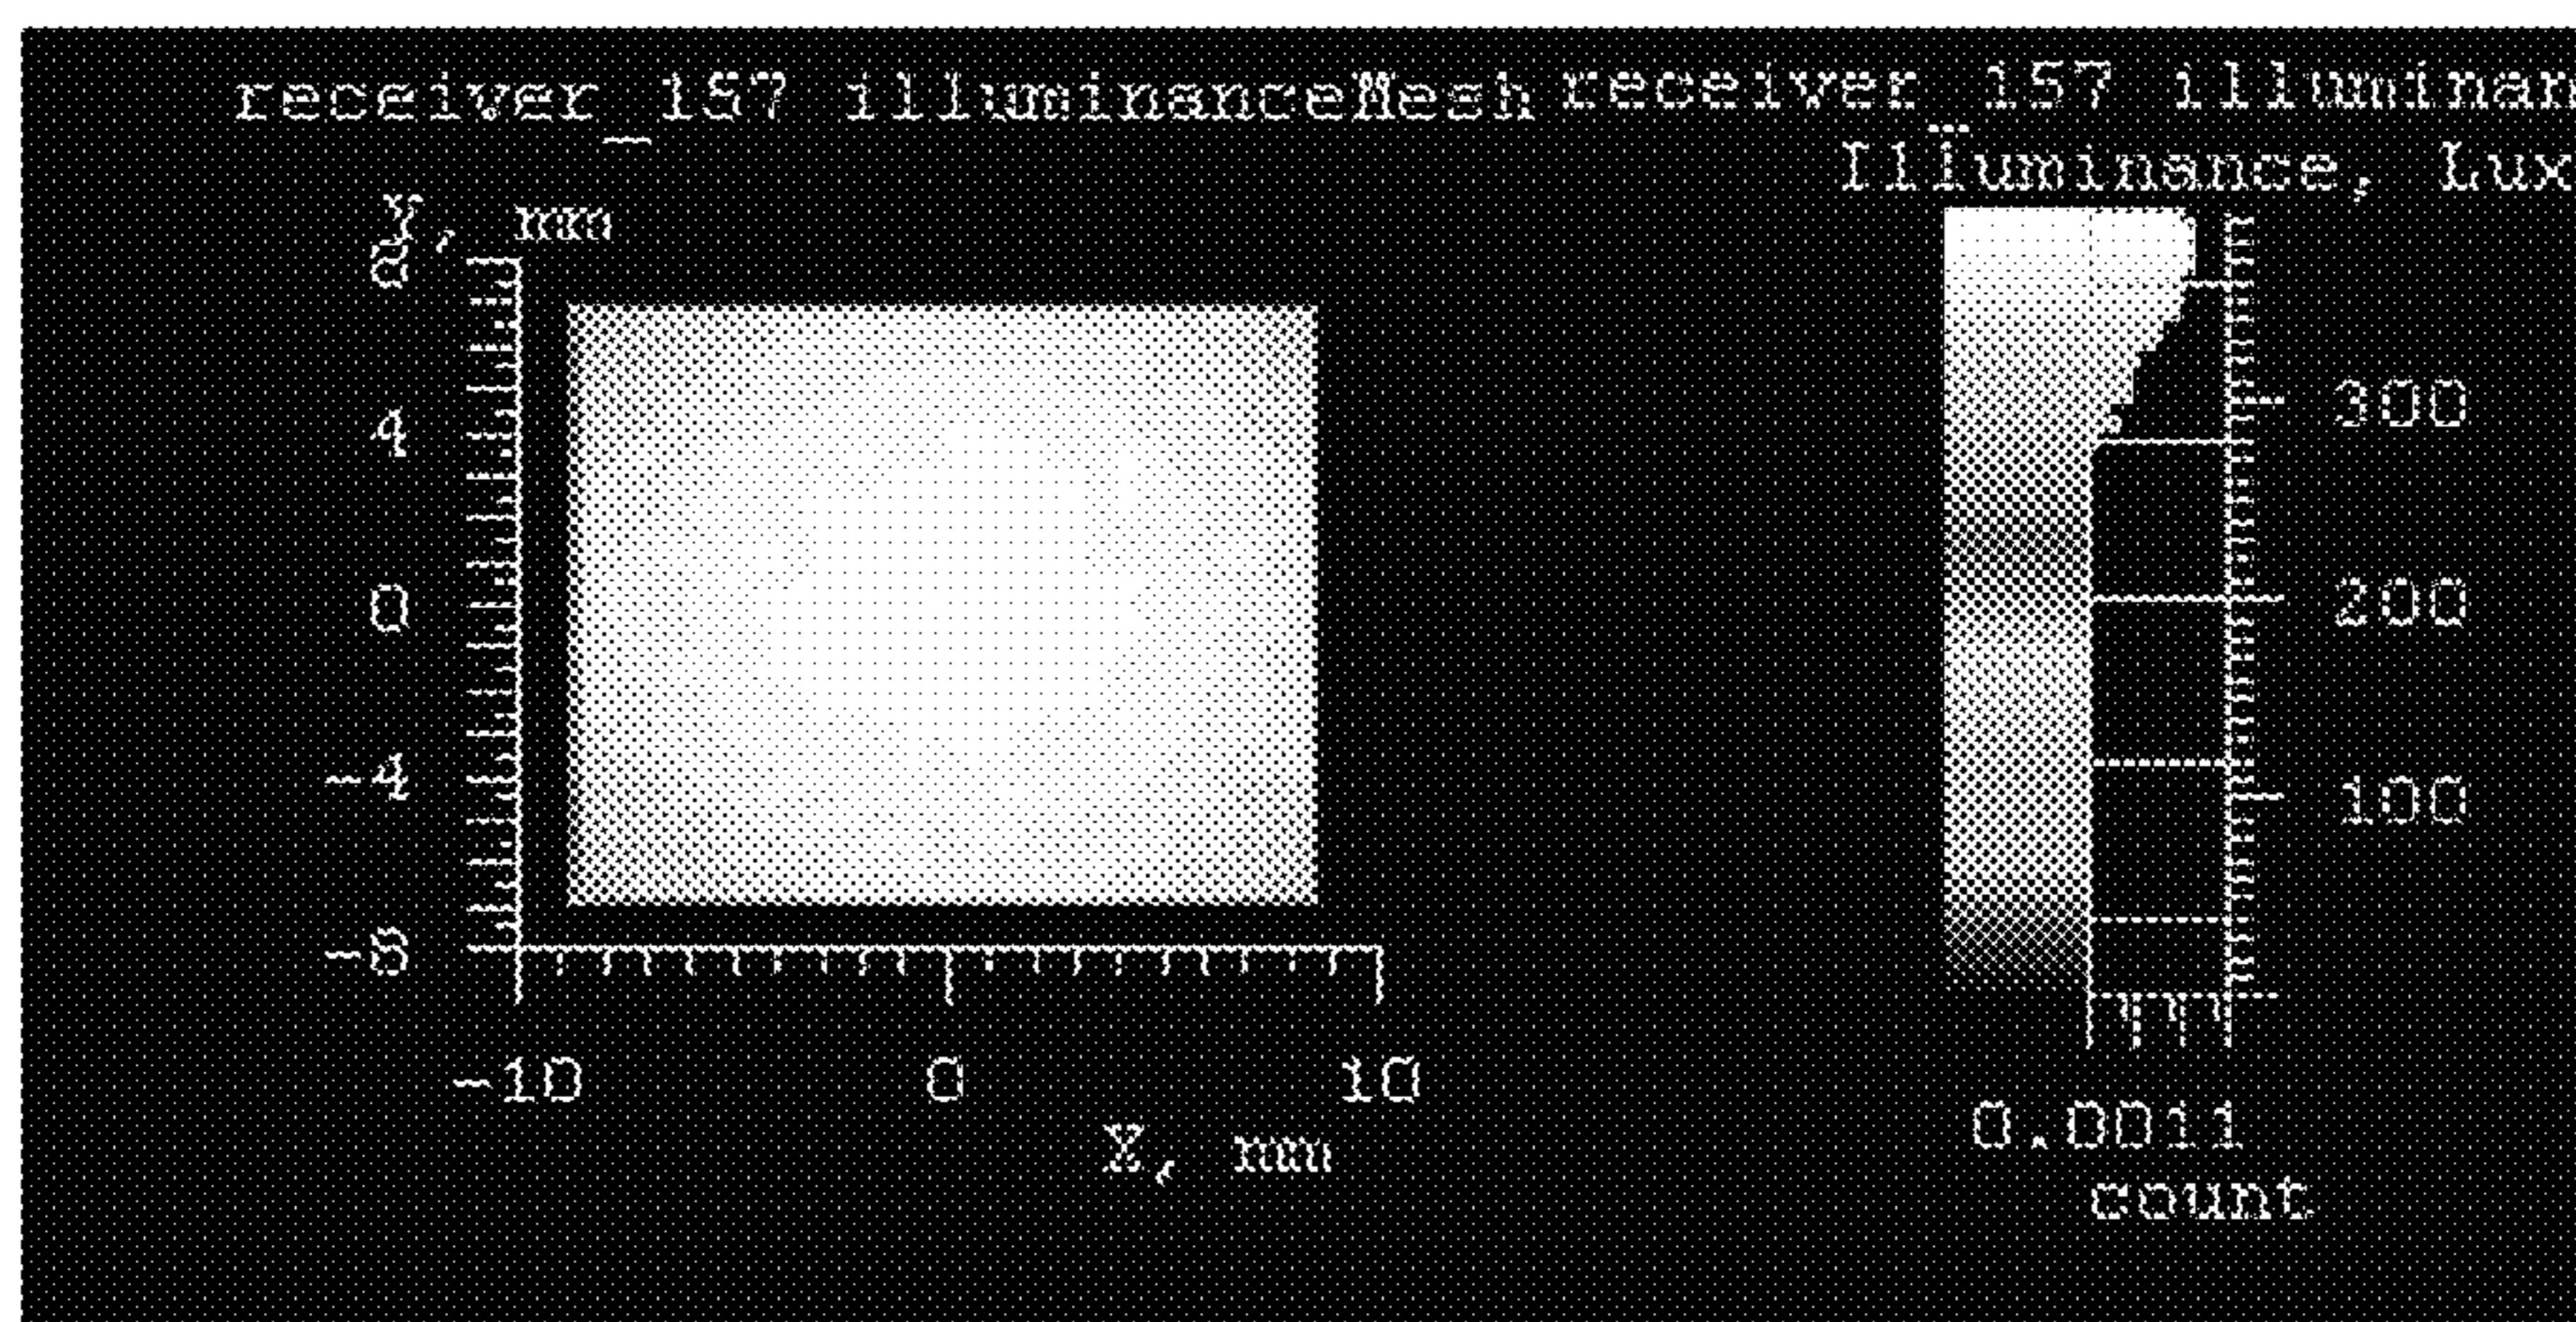 receiver_157 illuminanceMesh
receiver_157 illuminan
Illuminance, Lux
Y, mm
8
4
0
-4
-8
-10 0 10
X, mm
300
200
100
0.0011
count